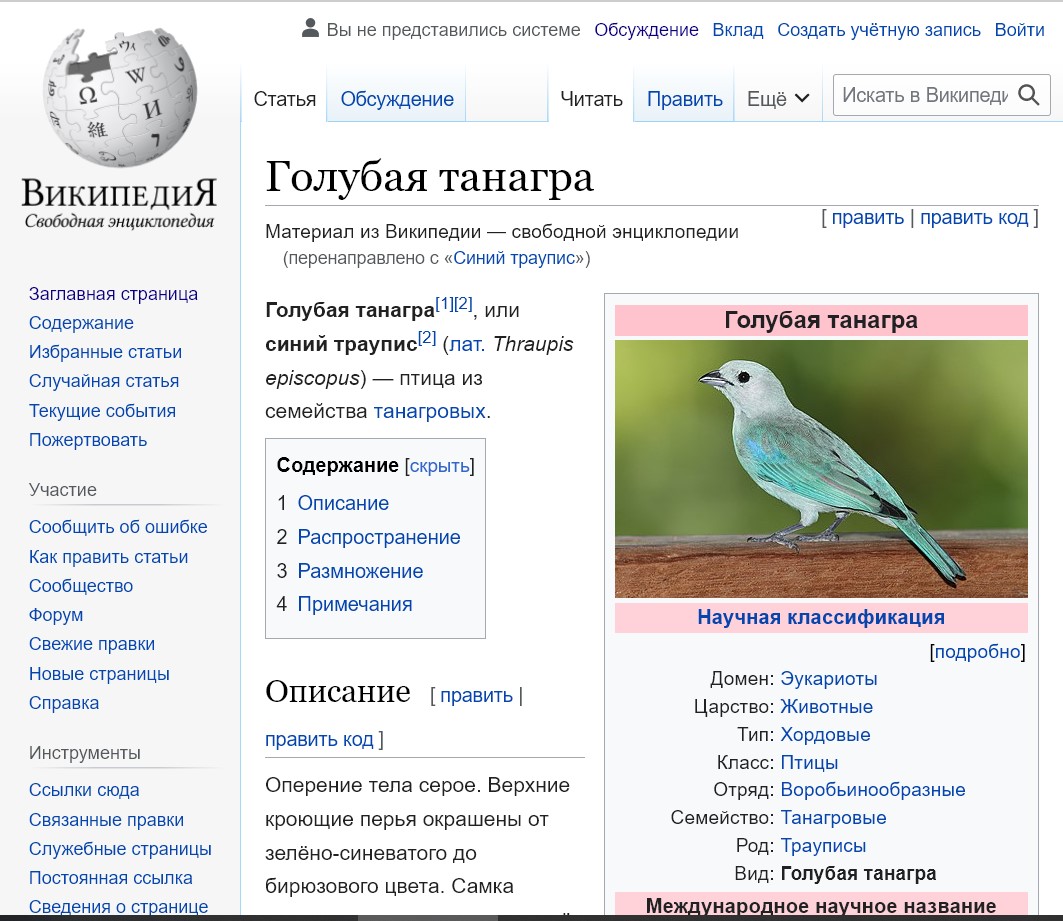 Вы не представились системе Обсуждение Вклад Создать учётную запись Войти
Статья Обсуждение Читать Править Ещё Искать в Википеди
ВикипедиЯ
Свободная энциклопедия
Заглавная страница
Содержание
Избранные статьи
Случайная статья
Текущие события
Пожертвовать
Участие
Сообщить об ошибке
Как править статьи
Сообщество
Форум
Свежие правки
Новые страницы
Справка
Инструменты
Ссылки сюда
Связанные правки
Служебные страницы
Постоянная ссылка
Сведения о странице
Голубая танагра
[ править | править код ]
Материал из Википедии — свободной энциклопедии
(перенаправлено с «Синий траупис»)
Голубая танагра[1][2], или
синий траупис[2] (лат. Thraupis
episcopus) — птица из
семейства танагровых.
Содержание [скрыть]
1 Описание
2 Распространение
3 Размножение
4 Примечания
Описание [ править |
править код ]
Оперение тела серое. Верхние
кроющие перья окрашены от
зелёно-синеватого до
бирюзового цвета. Самка
Голубая танагра
Научная классификация
[подробно]
Домен: Эукариоты
Царство: Животные
Тип: Хордовые
Класс: Птицы
Отряд: Воробьинообразные
Семейство: Танагровые
Род: Трауписы
Вид: Голубая танагра
Международное научное название